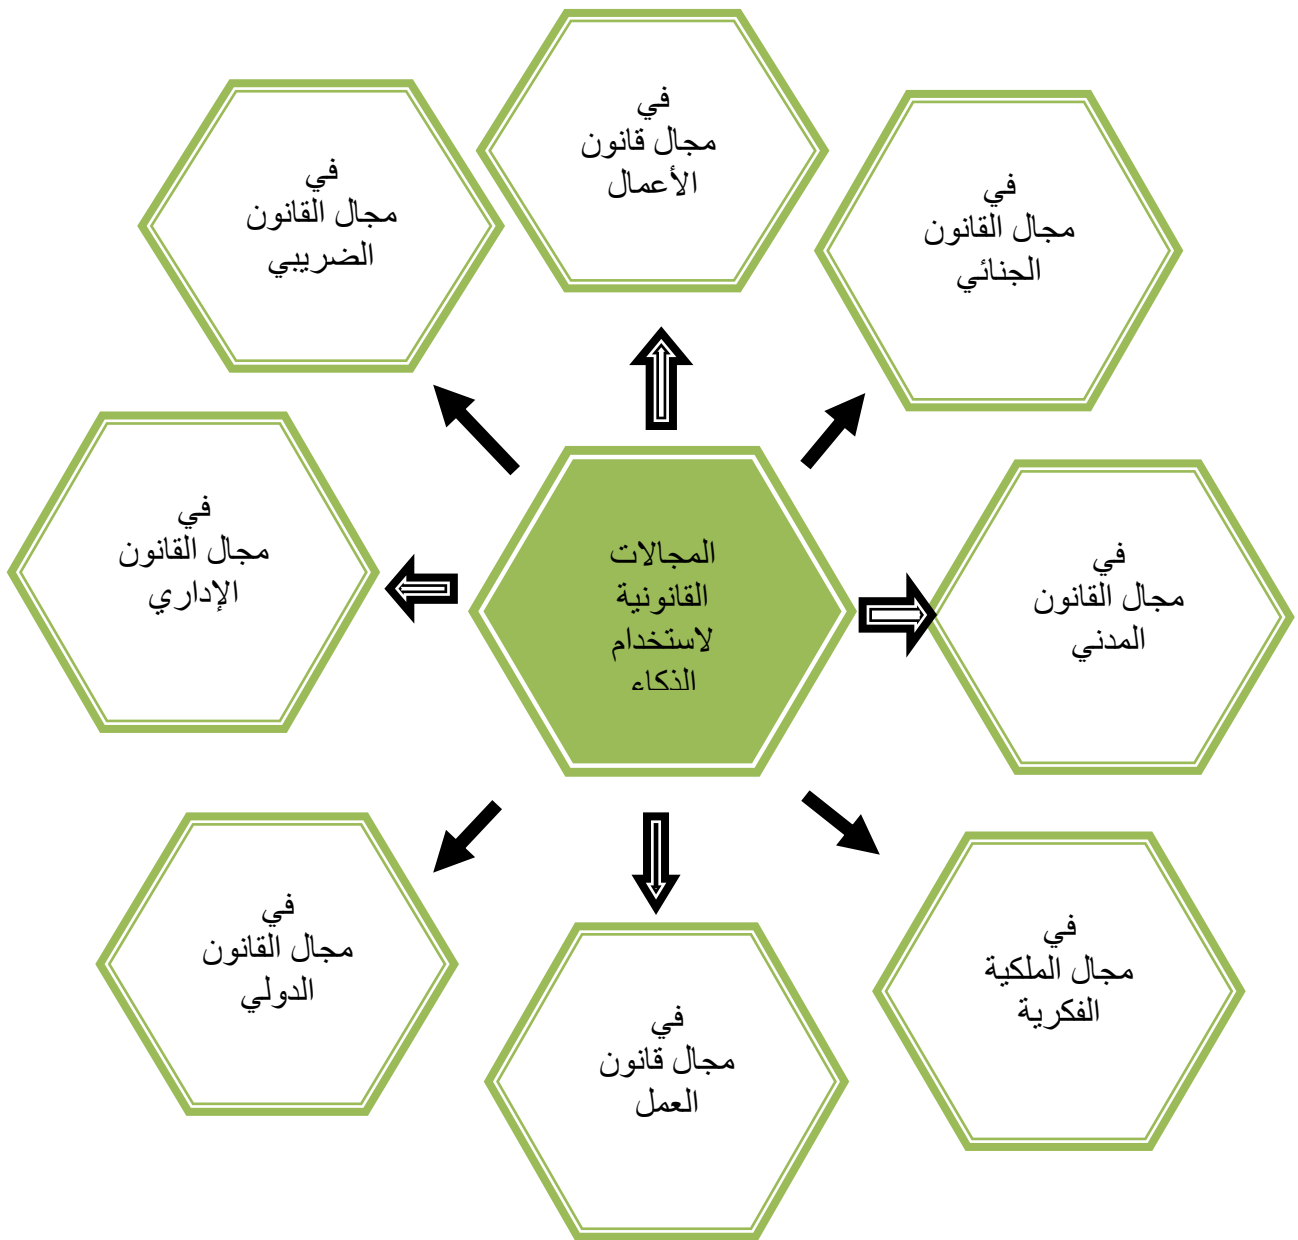 في
مجال قانون
الأعمال
في
مجال القانون
الجنائي
في
مجال القانون
الضريبي
في
مجال القانون
المدني
المجالات
القانونية
لاستخدام
الذكاء
في
مجال القانون
الإداري
في
مجال الملكية
الفكرية
في
مجال القانون
الدولي
في
مجال قانون
العمل